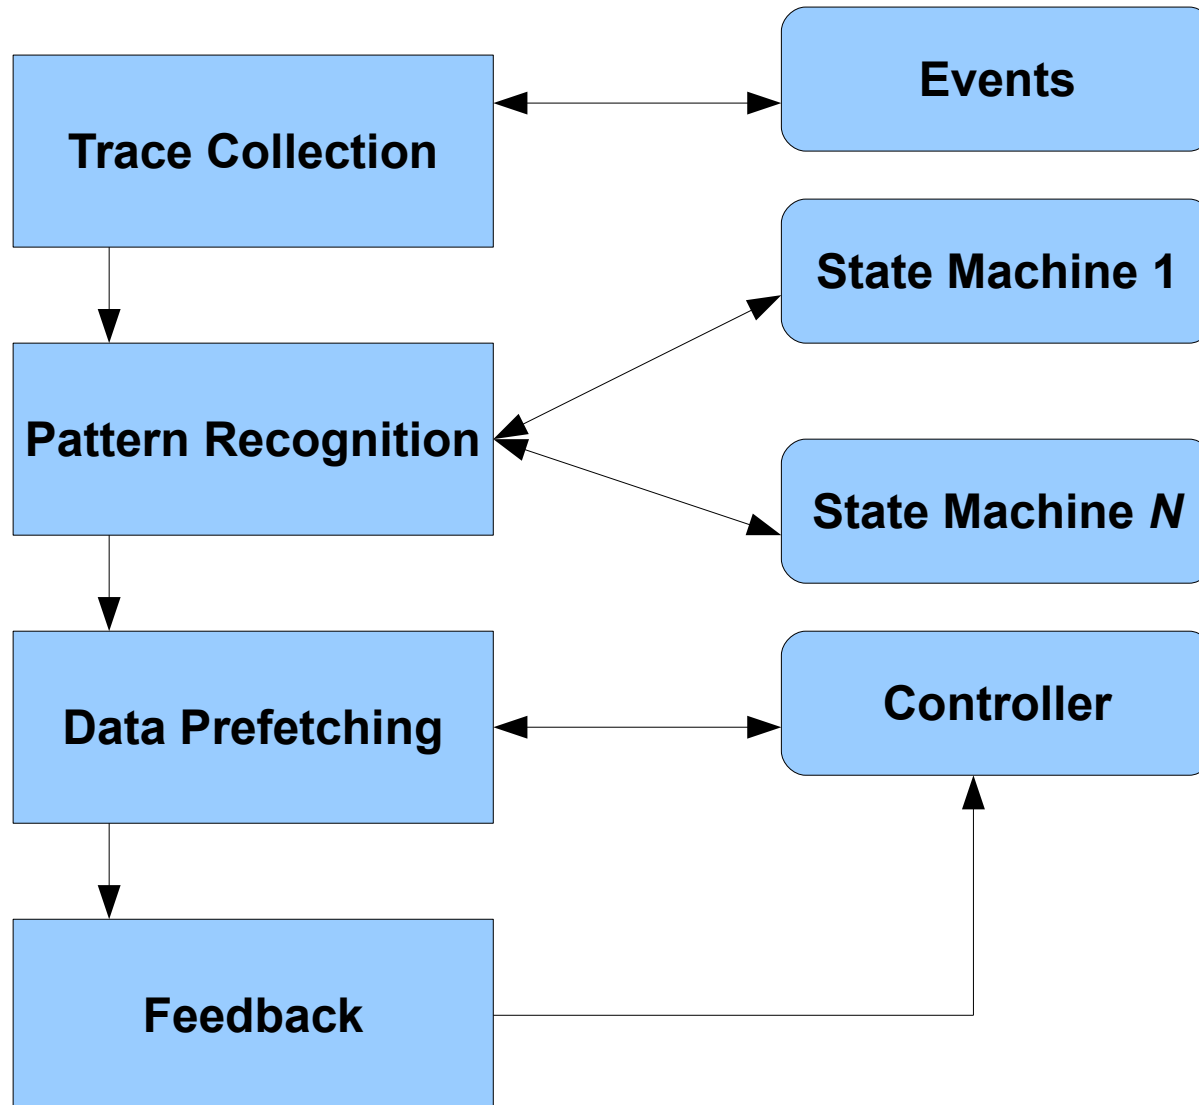 Events
Trace Collection
State Machine 1
Pattern Recognition
State Machine N
Controller
Data Prefetching
Feedback